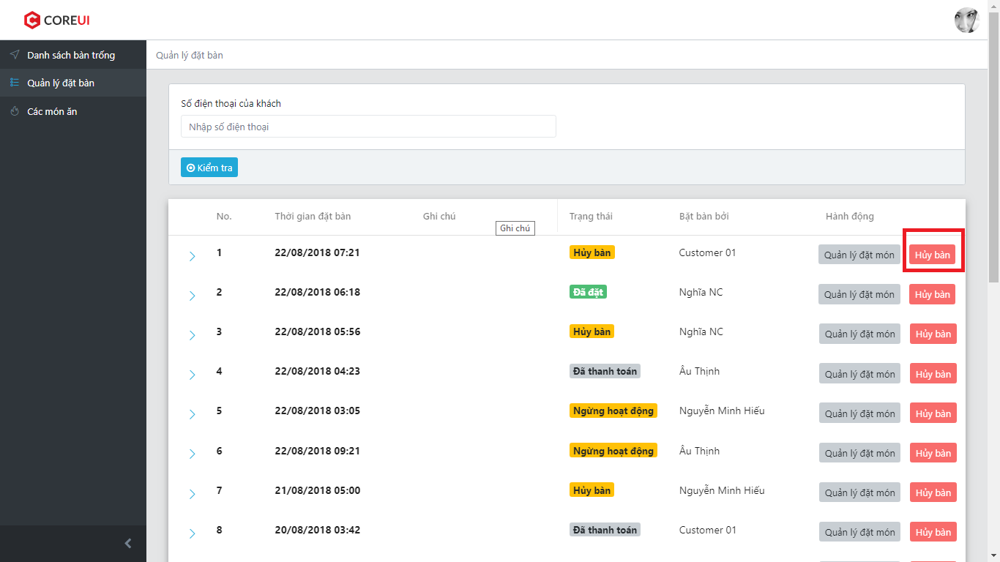 COREUI
Danh sách bàn trống
Quản lý đặt bàn
Các món ăn
Quản lý đặt bàn
Số điện thoại của khách
Nhập số điện thoại
Kiểm tra
No. Thời gian đặt bàn Ghi chú Trạng thái Bặt bàn bởi Hành động
Ghi chú
1 22/08/2018 07:21 Hủy bàn Customer 01 Quản lý đặt món Hủy bàn
2 22/08/2018 06:18 Đã đặt Nghĩa NC Quản lý đặt món Hủy bàn
3 22/08/2018 05:56 Hủy bàn Nghĩa NC Quản lý đặt món Hủy bàn
4 22/08/2018 04:23 Đã thanh toán Âu Thịnh Quản lý đặt món Hủy bàn
5 22/08/2018 03:05 Ngừng hoạt động Nguyễn Minh Hiếu Quản lý đặt món Hủy bàn
6 22/08/2018 09:21 Ngừng hoạt động Âu Thịnh Quản lý đặt món Hủy bàn
7 21/08/2018 05:00 Hủy bàn Nguyễn Minh Hiếu Quản lý đặt món Hủy bàn
8 20/08/2018 03:42 Đã thanh toán Customer 01 Quản lý đặt món Hủy bàn